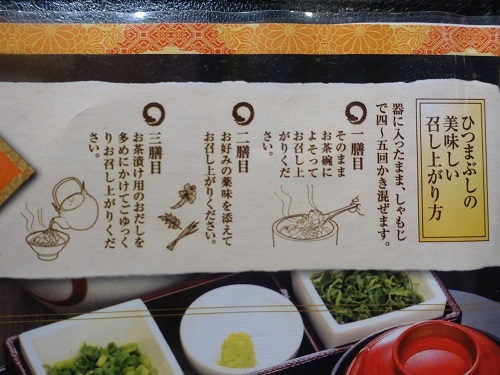 ひつまぶしの
美味しい
召し上がり方
器に入ったまま、しゃもじ
で四～五回かき混ぜます。
一膳目
そのまま
お茶碗に
よそって
お召し上
がりくだ
さい。
二膳目
お好みの薬味を添えて
お召し上がりください。
三膳目
お茶漬け用のおだしを
多めにかけてごゆっく
りお召し上がりくだ
さい。